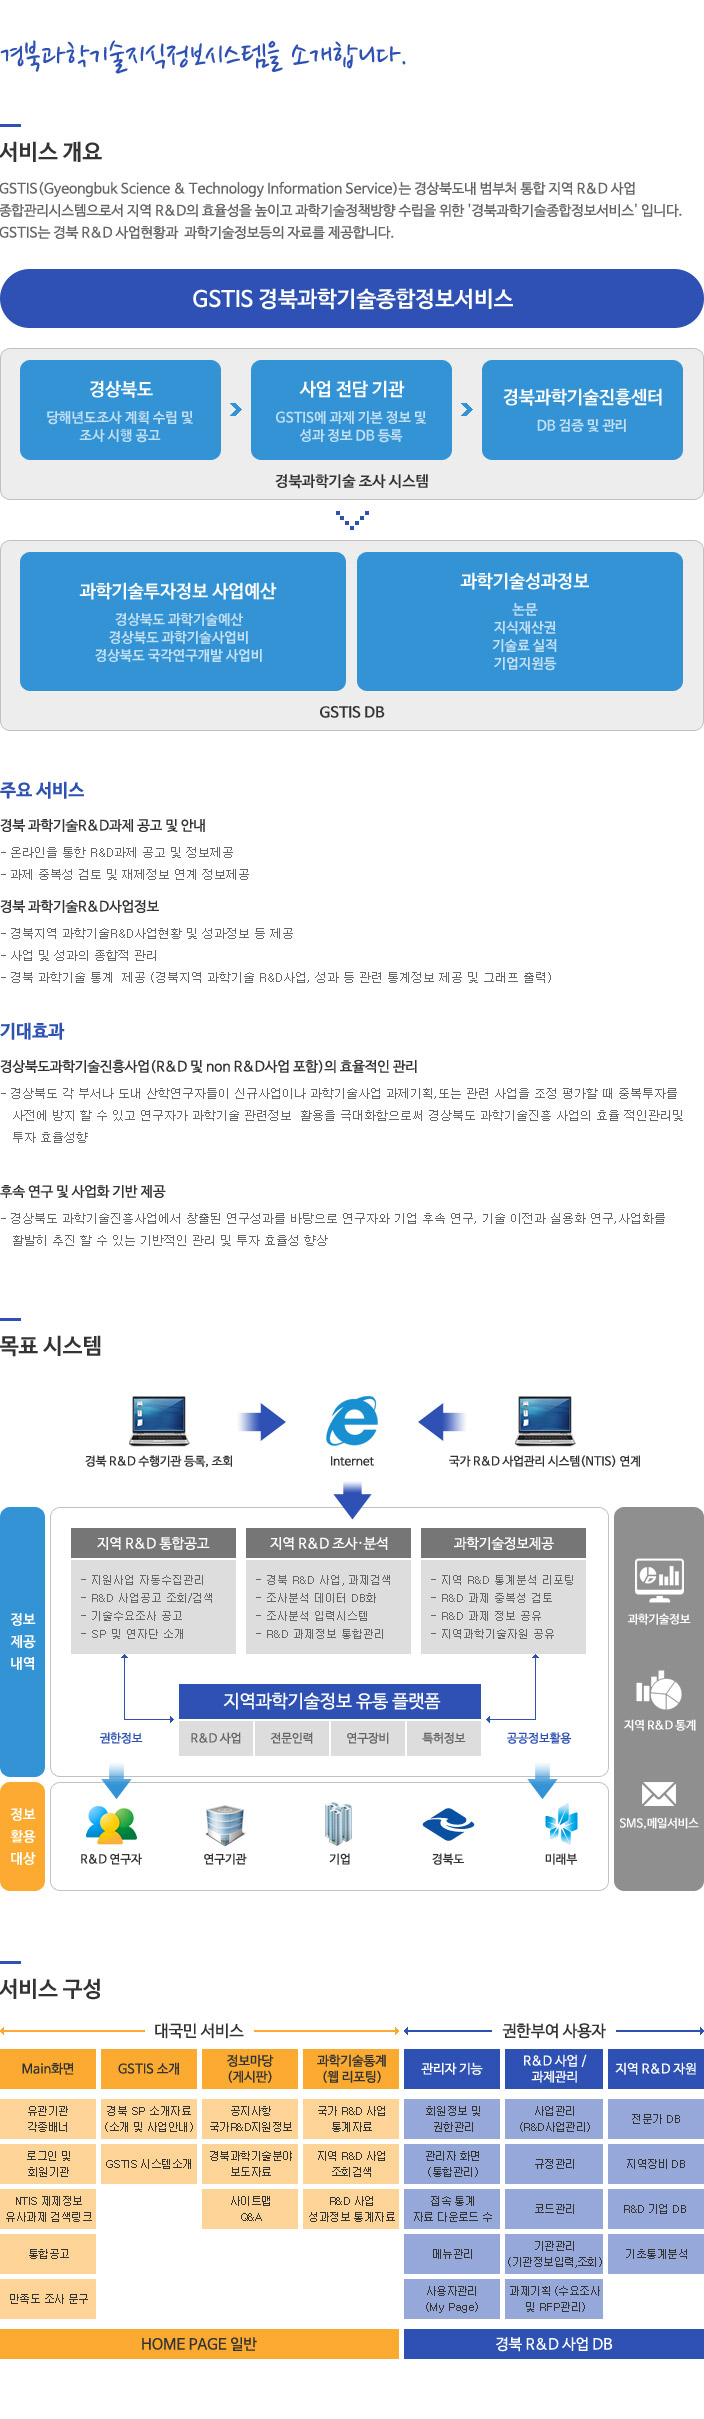 경북과학기술지식정보시스템을 소개합니다.
서비스 개요
GSTIS(Gyeongbuk Science & Technology Information Service)는 경상북도내 범부처 통합 지역 R&D 사업
종합관리시스템으로서 지역 R&D의 효율성을 높이고 과학기술정책방향 수립을 위한 '경북과학기술종합정보서비스' 입니다.
GSTIS는 경북 R&D 사업현황과 과학기술정보등의 자료를 제공합니다.
GSTIS 경북과학기술종합정보서비스
경상북도
당해년도조사 계획 수립 및
조사 시행 공고
사업 전담 기관
GSTIS에 과제 기본 정보 및
성과 정보 DB 등록
경북과학기술진흥센터
DB 검증 및 관리
경북과학기술 조사 시스템
과학기술투자정보 사업예산
경상북도 과학기술예산
경상북도 과학기술사업비
경상북도 국각연구개발 사업비
과학기술성과정보
논문
지식재산권
기술료 실적
기업지원등
GSTIS DB
주요 서비스
경북 과학기술R&D과제 공고 및 안내
- 온라인을 통한 R&D과제 공고 및 정보제공
- 과제 중복성 검토 및 재제정보 연계 정보제공
경북 과학기술R&D사업정보
- 경북지역 과학기술R&D사업현황 및 성과정보 등 제공
- 사업 및 성과의 종합적 관리
- 경북 과학기술 통계 제공 (경북지역 과학기술 R&D사업, 성과 등 관련 통계정보 제공 및 그래프 출력)
기대효과
경상북도과학기술진흥사업(R&D 및 non R&D사업 포함)의 효율적인 관리
- 경상북도 각 부서나 도내 산학연구자들이 신규사업이나 과학기술사업 과제기획,또는 관련 사업을 조정 평가할 때 중복투자를
사전에 방지 할 수 있고 연구자가 과학기술 관련정보 활용을 극대화함으로써 경상북도 과학기술진흥 사업의 효율 적인관리및
투자 효율성향
후속 연구 및 사업화 기반 제공
- 경상북도 과학기술진흥사업에서 창출된 연구성과를 바탕으로 연구자와 기업 후속 연구, 기술 이전과 실용화 연구,사업화를
활발히 추진 할 수 있는 기반적인 관리 및 투자 효율성 향상
목표 시스템
경북 R&D 수행기관 등록, 조회
Internet
국가 R&D 사업관리 시스템(NTIS) 연계
정보
제공
내역
지역 R&D 통합공고
- 지원사업 자동수집관리
- R&D 사업공고 조회/검색
- 기술수요조사 공고
- SP 및 연자단 소개
지역 R&D 조사·분석
- 경북 R&D 사업, 과제검색
- 조사분석 데이터 DB화
- 조사분석 입력시스템
- R&D 과제정보 통합관리
과학기술정보제공
- 지역 R&D 통계분석 리포팅
- R&D 과제 중복성 검토
- R&D 과제 정보 공유
- 지역과학기술자원 공유
지역과학기술정보 유통 플랫폼
권한정보
R&D 사업
전문인력
연구장비
특허정보
공공정보활용
과학기술정보
지역 R&D 통계
SMS,메일서비스
정보
활용
대상
R&D 연구자
연구기관
기업
경북도
미래부
서비스 구성
대국민 서비스
권한부여 사용자
Main화면
GSTIS 소개
정보마당
(게시판)
과학기술통계
(웹 리포팅)
관리자 기능
R&D 사업 /
과제관리
지역 R&D 자원
유관기관
각종배너
경북 SP 소개자료
(소개 및 사업안내)
공지사항
국가R&D지원정보
국가 R&D 사업
통계자료
회원정보 및
권한관리
사업관리
(R&D사업관리)
전문가 DB
로그인 및
회원기관
GSTIS 시스템소개
경북과학기술분야
보도자료
지역 R&D 사업
조회검색
관리자 화면
(통합관리)
규정관리
지역장비 DB
NTIS 제제정보
유사과제 검색링크
사이트맵
Q&A
R&D 사업
성과정보 통계자료
접속 통계
자료 다운로드 수
코드관리
R&D 기업 DB
통합공고
메뉴관리
기관관리
(기관정보입력,조회)
기초통계분석
만족도 조사 문구
사용자관리
(My Page)
과제기획 (수요조사
및 RFP관리)
HOME PAGE 일반
경북 R&D 사업 DB